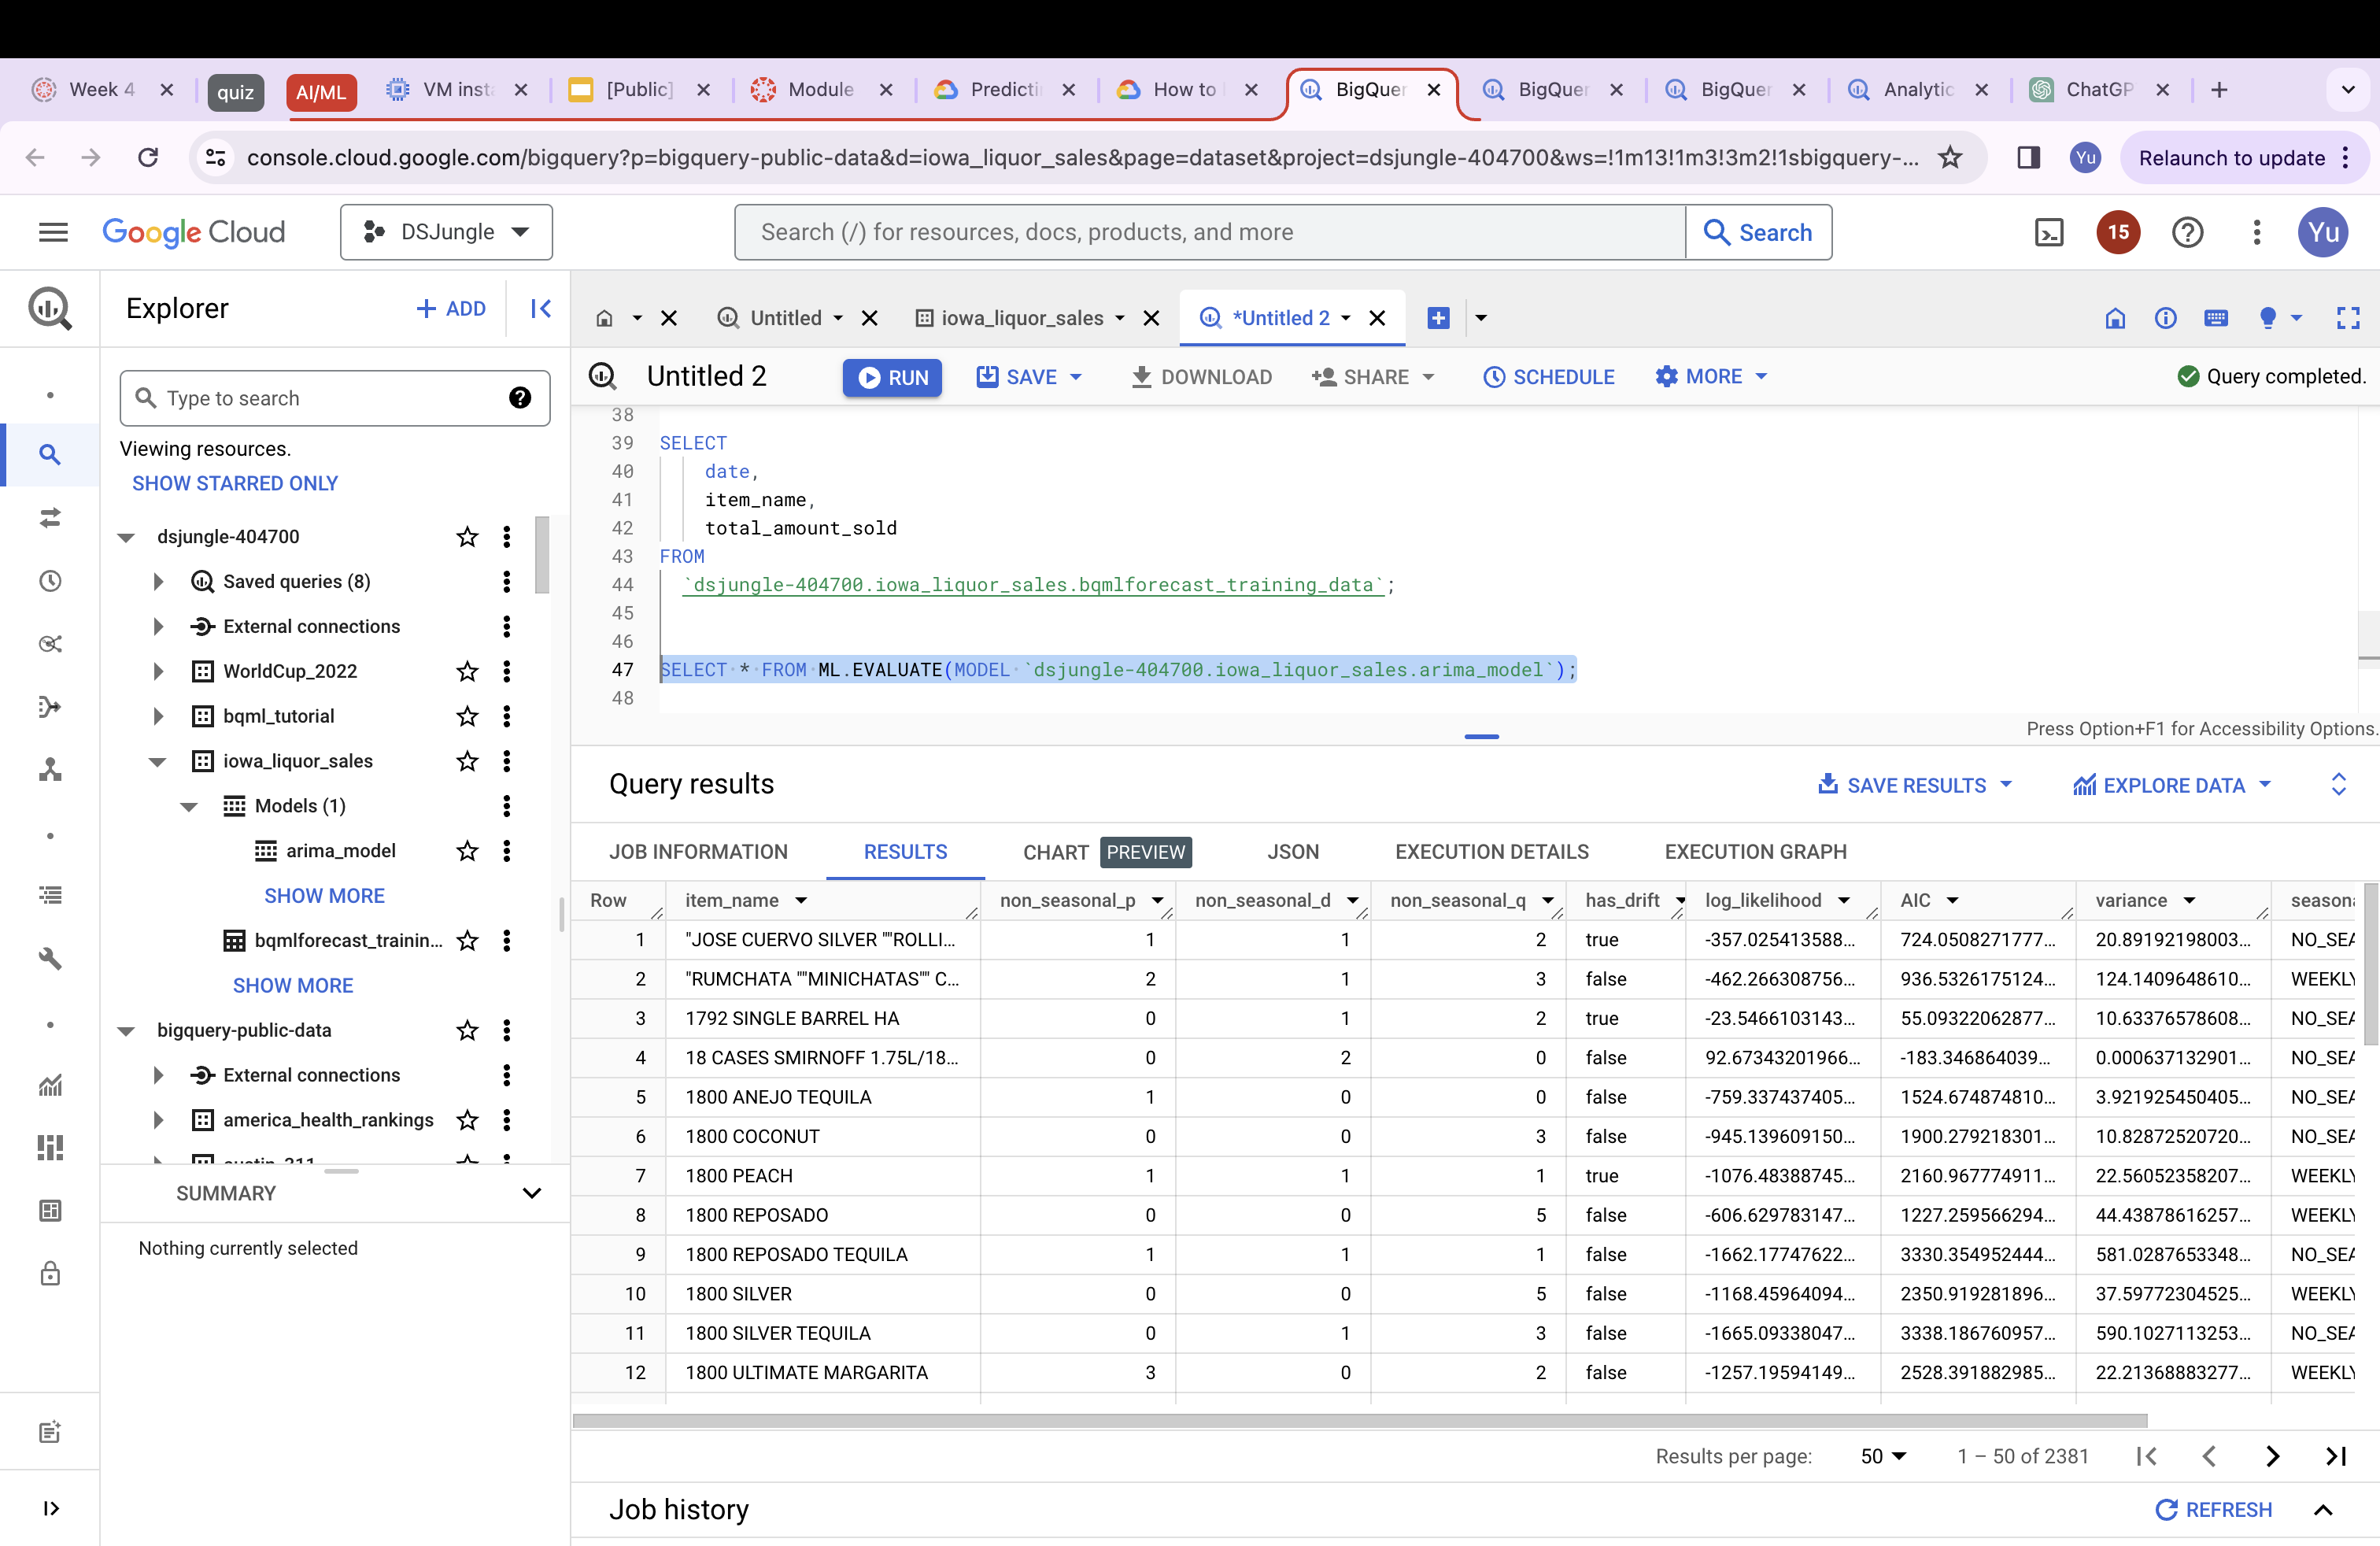 Week 4
quiz
AI/ML
VM insta
[Public]
Module
Predicti
How to
BigQuer
BigQuer
BigQuer
Analytic
ChatGP
console.cloud.google.com/bigquery?p=bigquery-public-data&d=iowa_liquor_sales&page=dataset&project=dsjungle-404700&ws=!1m13!1m3!3m2!1sbigquery-...
Yu
Relaunch to update
Google Cloud
DSJungle
Search (/) for resources, docs, products, and more
Search
15
Yu
Explorer
+ ADD
Untitled
iowa_liquor_sales
*Untitled 2
Untitled 2
RUN
SAVE
DOWNLOAD
SHARE
SCHEDULE
MORE
Query completed.
Type to search
Viewing resources.
SHOW STARRED ONLY
dsjungle-404700
Saved queries (8)
External connections
WorldCup_2022
bqml_tutorial
iowa_liquor_sales
Models (1)
arima_model
SHOW MORE
bqmlforecast_trainin...
SHOW MORE
bigquery-public-data
External connections
america_health_rankings
austin_311
SUMMARY
Nothing currently selected
38
39 SELECT
40 date,
41 item_name,
42 total_amount_sold
43 FROM
44 `dsjungle-404700.iowa_liquor_sales.bqmlforecast_training_data`;
45
46
47 SELECT * FROM ML.EVALUATE(MODEL `dsjungle-404700.iowa_liquor_sales.arima_model`);
48
Press Option+F1 for Accessibility Options.
Query results
SAVE RESULTS
EXPLORE DATA
JOB INFORMATION RESULTS CHART PREVIEW JSON EXECUTION DETAILS EXECUTION GRAPH
Row item_name non_seasonal_p non_seasonal_d non_seasonal_q has_drift log_likelihood AIC variance seasona
1 "JOSE CUERVO SILVER ""ROLLI... 1 1 2 true -357.025413588... 724.0508271777... 20.89192198003... NO_SEA
2 "RUMCHATA ""MINICHATAS"" C... 2 1 3 false -462.266308756... 936.5326175124... 124.1409648610... WEEKLY
3 1792 SINGLE BARREL HA 0 1 2 true -23.5466103143... 55.09322062877... 10.63376578608... NO_SEA
4 18 CASES SMIRNOFF 1.75L/18... 0 2 0 false 92.67343201966... -183.346864039... 0.000637132901... NO_SEA
5 1800 ANEJO TEQUILA 1 0 0 false -759.337437405... 1524.674874810... 3.921925450405... NO_SEA
6 1800 COCONUT 0 0 3 false -945.139609150... 1900.279218301... 10.82872520720... NO_SEA
7 1800 PEACH 1 1 1 true -1076.48388745... 2160.967774911... 22.56052358207... WEEKLY
8 1800 REPOSADO 0 0 5 false -606.629783147... 1227.259566294... 44.43878616257... WEEKLY
9 1800 REPOSADO TEQUILA 1 1 1 false -1662.17747622... 3330.354952444... 581.0287653348... NO_SEA
10 1800 SILVER 0 0 5 false -1168.45964094... 2350.919281896... 37.59772304525... WEEKLY
11 1800 SILVER TEQUILA 0 1 3 false -1665.09338047... 3338.186760957... 590.1027113253... NO_SEA
12 1800 ULTIMATE MARGARITA 3 0 2 false -1257.19594149... 2528.391882985... 22.21368883277... WEEKLY
Results per page: 50 1 – 50 of 2381
Job history
REFRESH